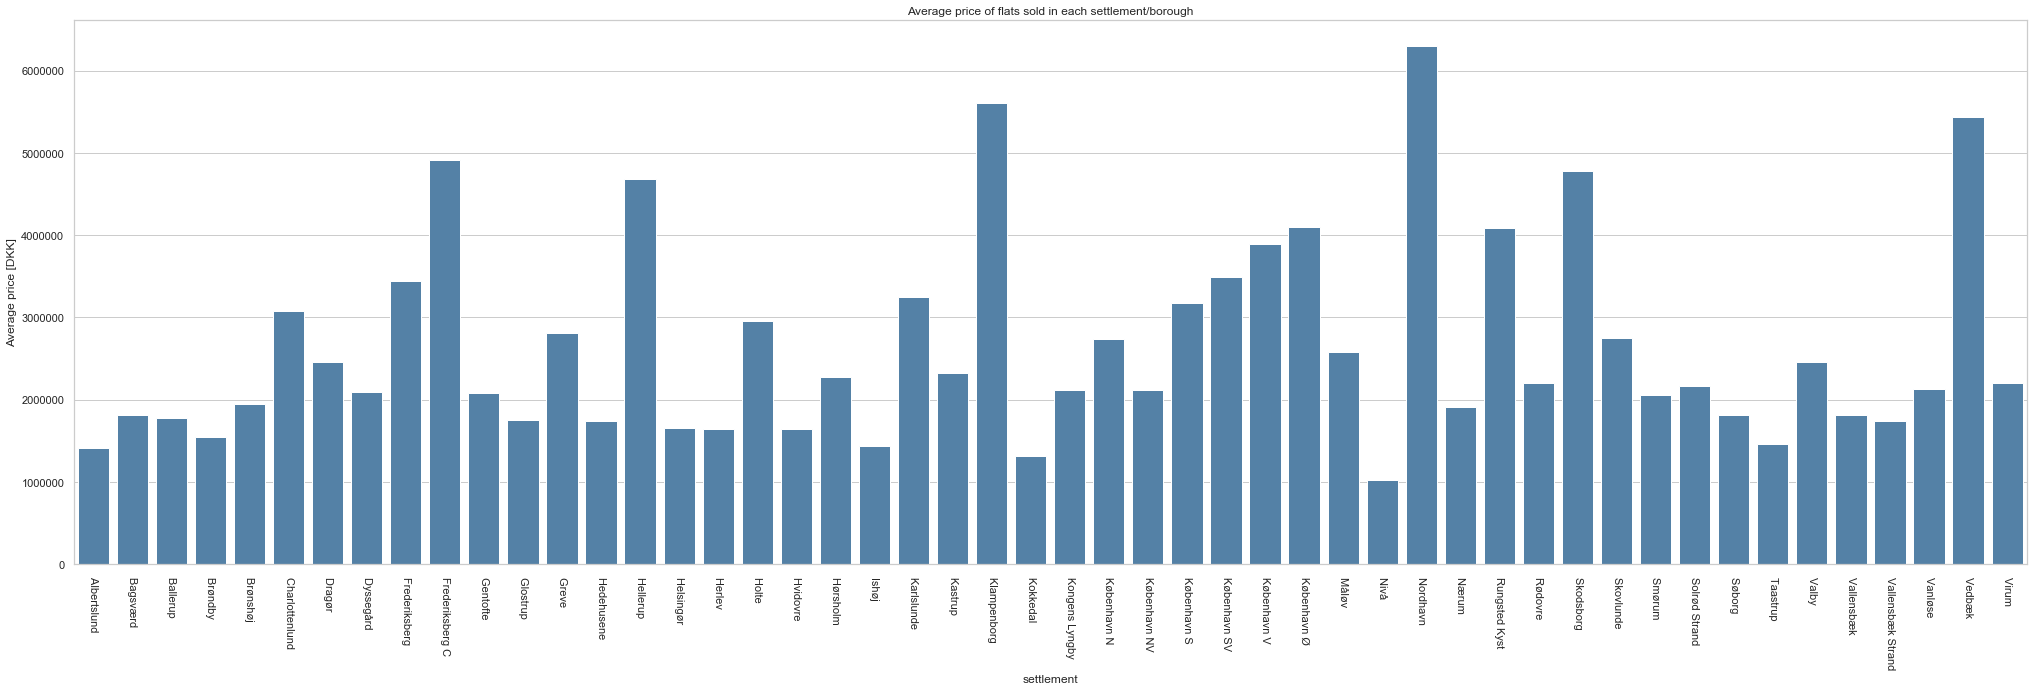 Average price of flats sold in each settlement/borough
Average price [DKK]
6000000
5000000
4000000
3000000
2000000
1000000
0
Albertslund
Bagsværd
Ballerup
Brøndby
Brønshøj
Charlottenlund
Dragør
Dyssegård
Frederiksberg
Frederiksberg C
Gentofte
Glostrup
Greve
Hedehusene
Hellerup
Helsingør
Herlev
Holte
Hvidovre
Hørsholm
Ishøj
Karlslunde
Kastrup
Klampenborg
Kokkedal
Kongens Lyngby
København N
København NV
København S
København SV
København V
København Ø
Måløv
Nivå
Nordhavn
Nærum
Rungsted Kyst
Rødovre
Skodsborg
Skovlunde
Smørum
Solrød Strand
Søborg
Taastrup
Valby
Vallensbæk
Vallensbæk Strand
Vanløse
Vedbæk
Virum
settlement